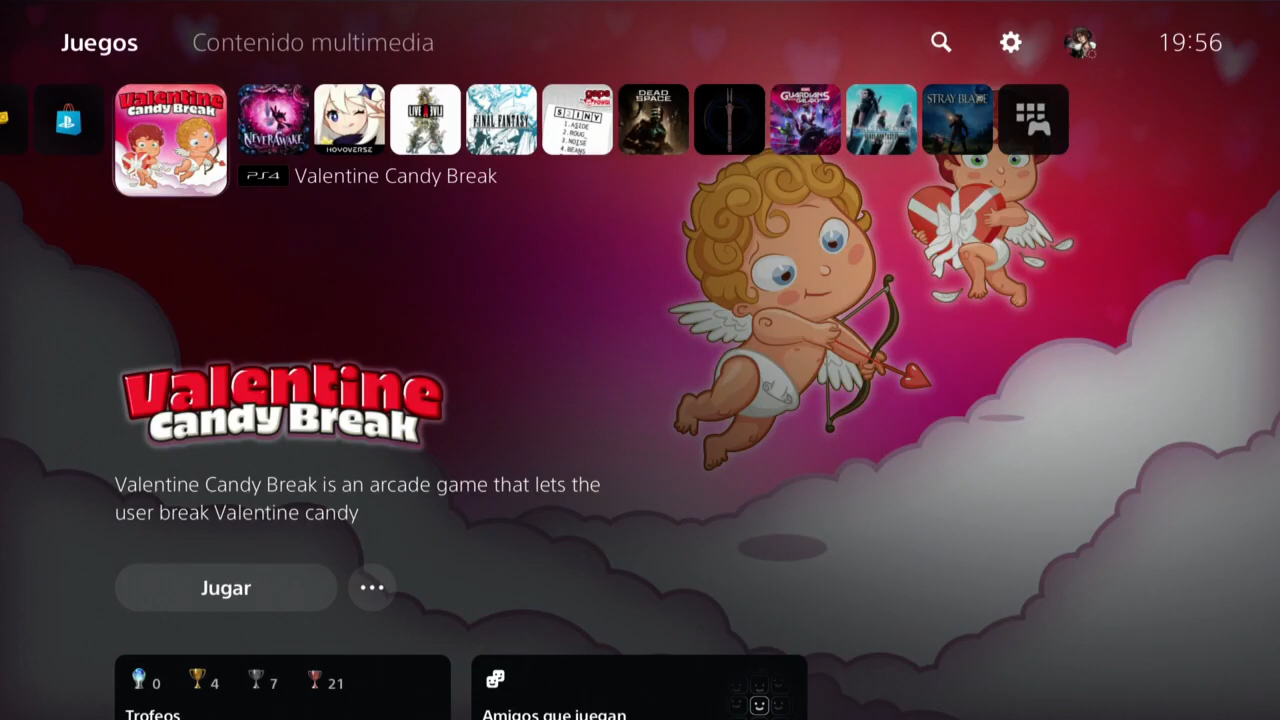 Juegos
Contenido multimedia
19:56
Valentine
Candy Break
NEVERAWAKE
HOYOVERSE
LIVE A LIVE
FINAL FANTASY
DEAD SPACE
MARVEL
GUARDIANS
GALAXY
STRAY BLADE
PS4
Valentine Candy Break
Valentine
Candy Break
Valentine Candy Break is an arcade game that lets the
user break Valentine candy
Jugar
0
4
7
21
Trofeos
Amigos que juegan